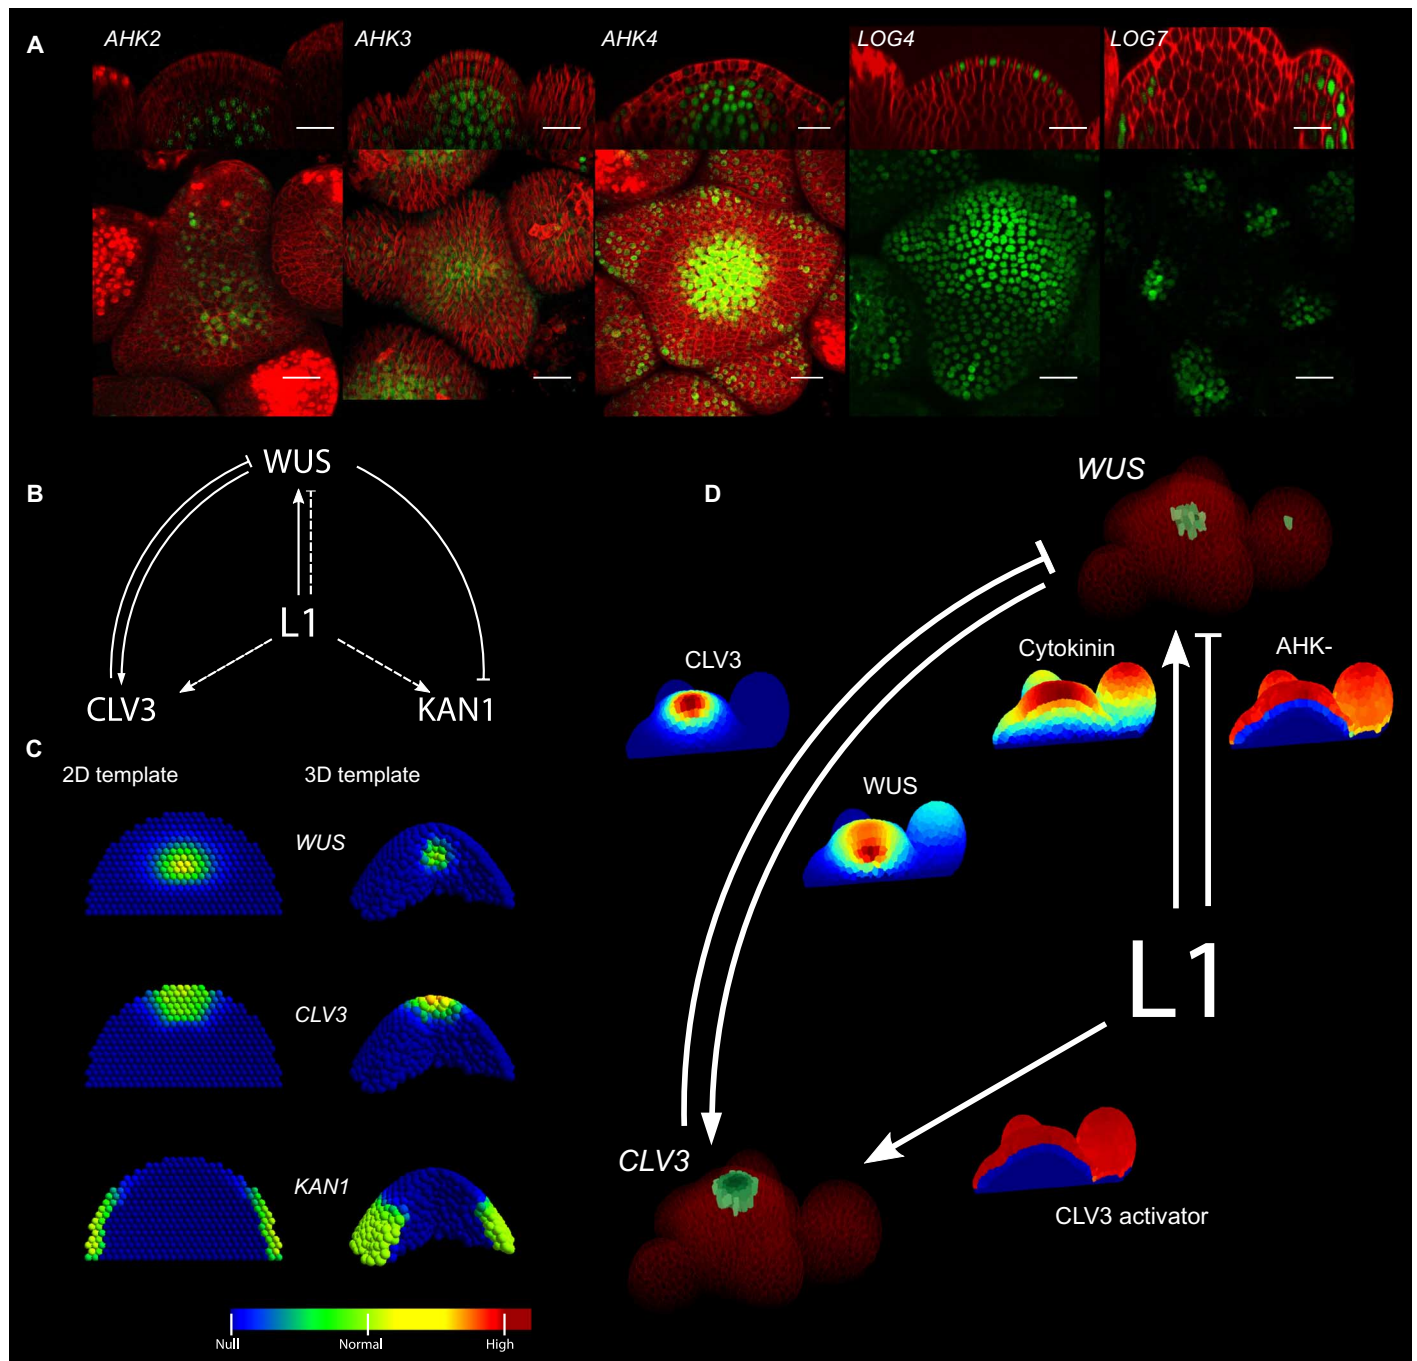 A
AHK2
AHK3
AHK4
LOG4
LOG7
B
WUS
L1
CLV3
KAN1
C
2D template
3D template
WUS
CLV3
KAN1
Null
Normal
High
D
WUS
CLV3
Cytokinin
AHK-
WUS
L1
CLV3
CLV3 activator